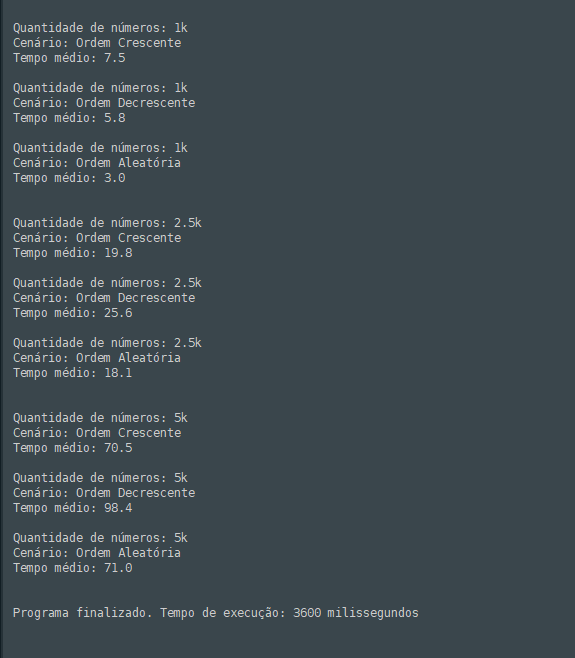 Quantidade de números: 1k
Cenário: Ordem Crescente
Tempo médio: 7.5
Quantidade de números: 1k
Cenário: Ordem Decrescente
Tempo médio: 5.8
Quantidade de números: 1k
Cenário: Ordem Aleatória
Tempo médio: 3.0
Quantidade de números: 2.5k
Cenário: Ordem Crescente
Tempo médio: 19.8
Quantidade de números: 2.5k
Cenário: Ordem Decrescente
Tempo médio: 25.6
Quantidade de números: 2.5k
Cenário: Ordem Aleatória
Tempo médio: 18.1
Quantidade de números: 5k
Cenário: Ordem Crescente
Tempo médio: 70.5
Quantidade de números: 5k
Cenário: Ordem Decrescente
Tempo médio: 98.4
Quantidade de números: 5k
Cenário: Ordem Aleatória
Tempo médio: 71.0
Programa finalizado. Tempo de execução: 3600 milissegundos